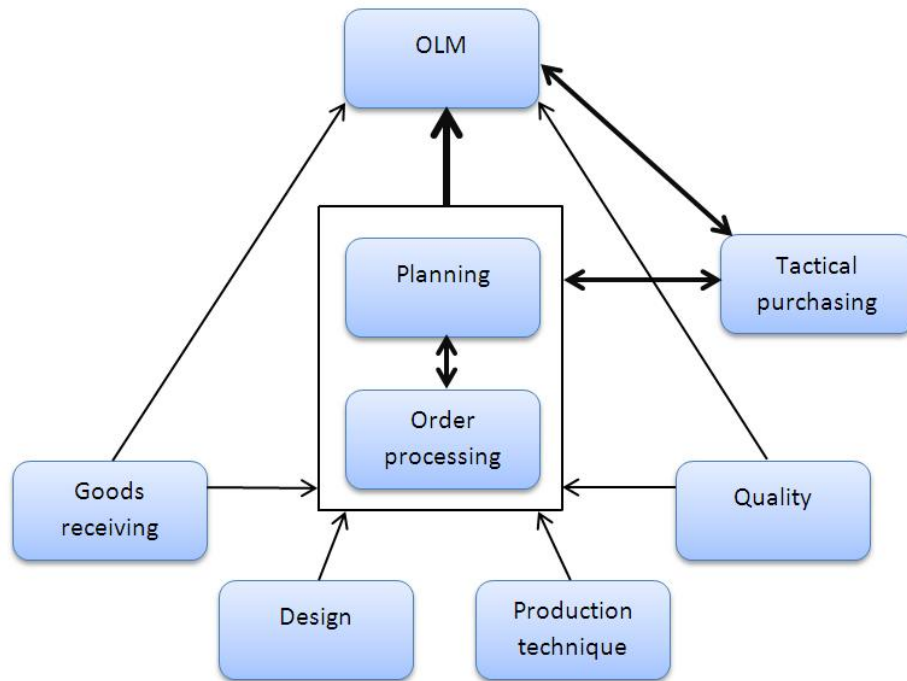 OLM
Planning
Tactical
purchasing
Order
processing
Goods
receiving
Quality
Design
Production
technique